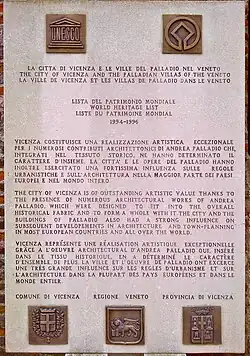 UNESCO
LA CITTA DI VICENZA E LE VILLE DEL PALLADIO NEL VENETO
THE CITY OF VICENZA AND THE PALLADIAN VILLAS OF THE VENETO
LA VILLE DE VICENZA ET LES VILLAS DE PALLADIO DANS LE VENETO
LISTA DEL PATRIMONIO MONDIALE
WORLD HERITAGE LIST
LISTE DU PATRIMOINE MONDIALE
1994-1996
VICENZA COSTITUISCE UNA REALIZZAZIONE ARTISTICA ECCEZIONALE
PER I NUMEROSI CONTRIBUTI ARCHITETTONICI DI ANDREA PALLADIO CHE,
INTEGRATI NEL TESSUTO STORICO, NE HANNO DETERMINATO IL
CARATTERE D'INSIEME. LA CITTA' E LE OPERE DEL PALLADIO HANNO
INOLTRE ESERCITATO UNA FORTISSIMA INFLUENZA SULLE REGOLE
URBANISTICHE E SULL'ARCHITETTURA NELLA MAGGIOR PARTE DEI PAESI
EUROPEI E NEL MONDO INTERO
THE CITY OF VICENZA IS OF OUTSTANDING ARTISTIC VALUE THANKS TO
THE PRESENCE OF NUMEROUS ARCHITECTURAL WORKS OF ANDREA
PALLADIO, WHICH WERE DESIGNED TO FIT INTO THE OVERALL
HISTORICAL FABRIC AND TO FORM A WHOLE WITH IT. THE CITY AND THE
BUILDINGS OF PALLADIO ALSO HAD A STRONG INFLUENCE ON
SUBSEQUENT DEVELOPMENTS IN ARCHITECTURE AND TOWN-PLANNING
IN MOST EUROPEAN COUNTRIES AND ALL OVER THE WORLD.
VICENZA REPRÉSENTE UNE RÉALISATION ARTISTIQUE EXCEPTIONNELLE
GRÂCE A L'OEUVRE ARCHITECTURAL D'ANDREA PALLADIO QUI, INSÉRÉ
DANS LE TISSU HISTORIQUE, EN A DÉTERMINÉ LE CARACTÈRE
D'ENSEMBLE. DE PLUS LA VILLE ET L'OEUVRE DE PALLADIO ONT EXERCÉ
UNE TRÈS GRANDE INFLUENCE SUR LES RÈGLES D'URBANISME ET SUR
L'ARCHITECTURE DANS LA PLUPART DES PAYS EUROPÉENS ET DANS LE
MONDE ENTIER
COMUNE DI VICENZA REGIONE VENETO PROVINCIA DI VICENZA